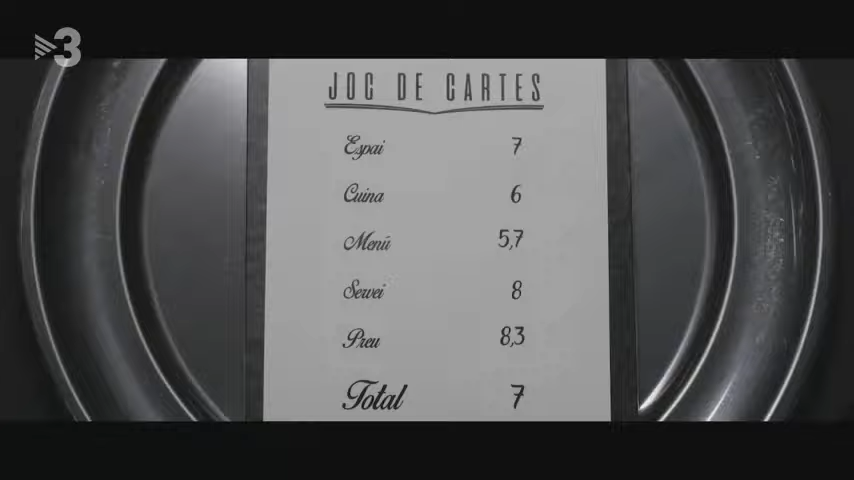 3
JOC DE CARTES
Espai 7
Cuina 6
Menú 5,7
Servei 8
Preu 8,3
Total 7